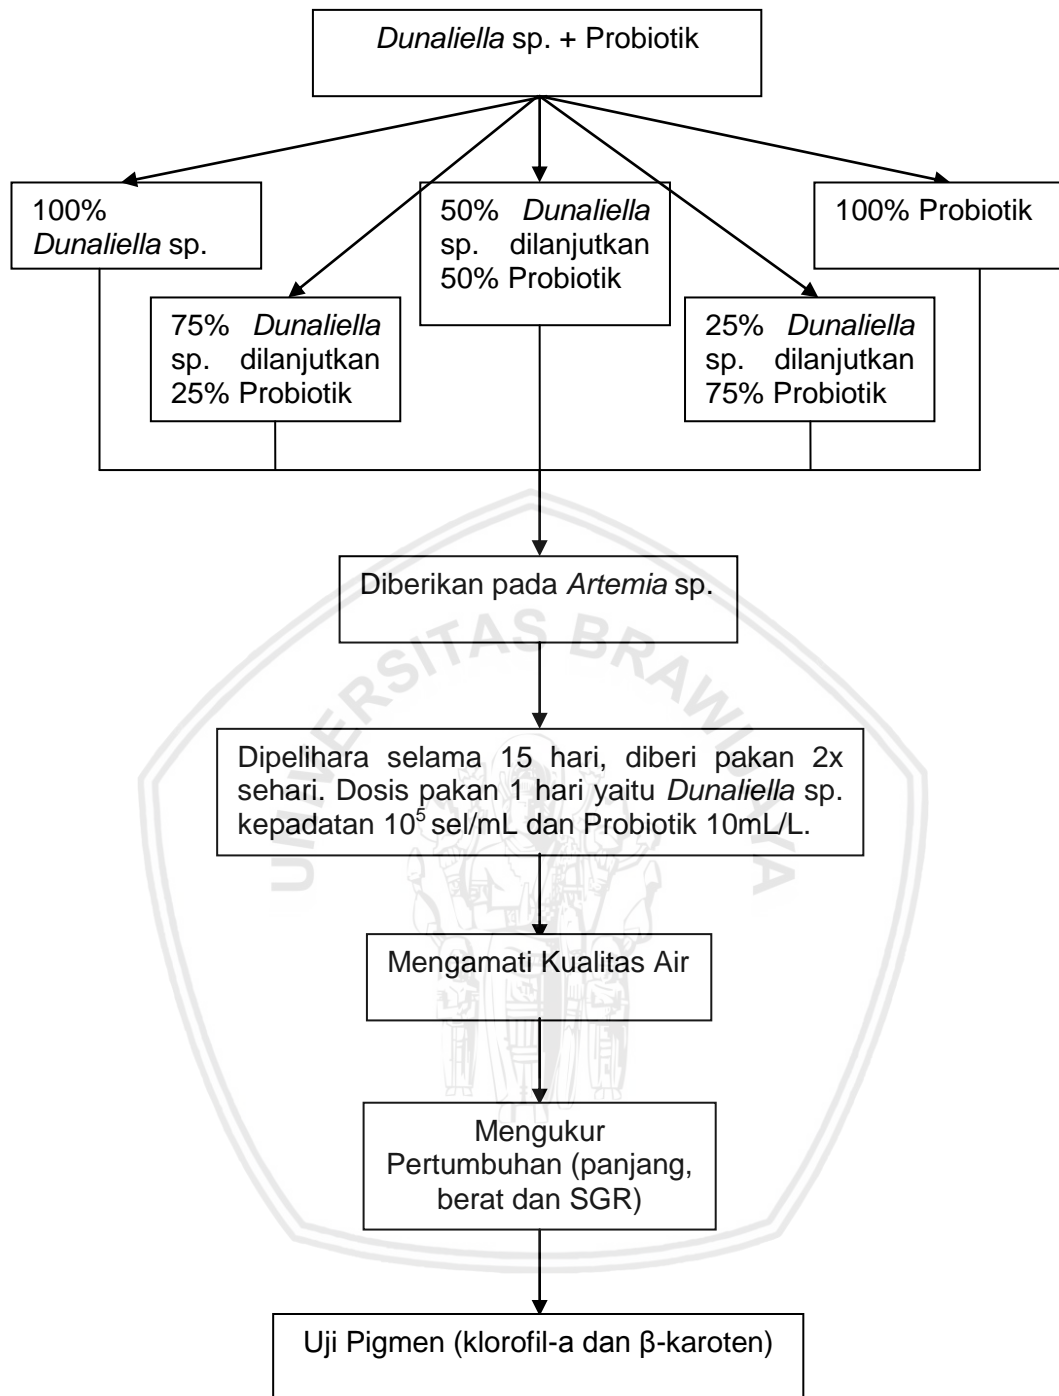 Dunaliella sp. + Probiotik
100%
Dunaliella sp.
50% Dunaliella
sp. dilanjutkan
50% Probiotik
100% Probiotik
75% Dunaliella
sp. dilanjutkan
25% Probiotik
25% Dunaliella
sp. dilanjutkan
75% Probiotik
Diberikan pada Artemia sp.
UNIVERSITAS BRAWIJAYA
Dipelihara selama 15 hari, diberi pakan 2x
sehari. Dosis pakan 1 hari yaitu Dunaliella sp.
kepadatan 10⁵ sel/mL dan Probiotik 10mL/L.
Mengamati Kualitas Air
Mengukur
Pertumbuhan (panjang,
berat dan SGR)
Uji Pigmen (klorofil-a dan β-karoten)